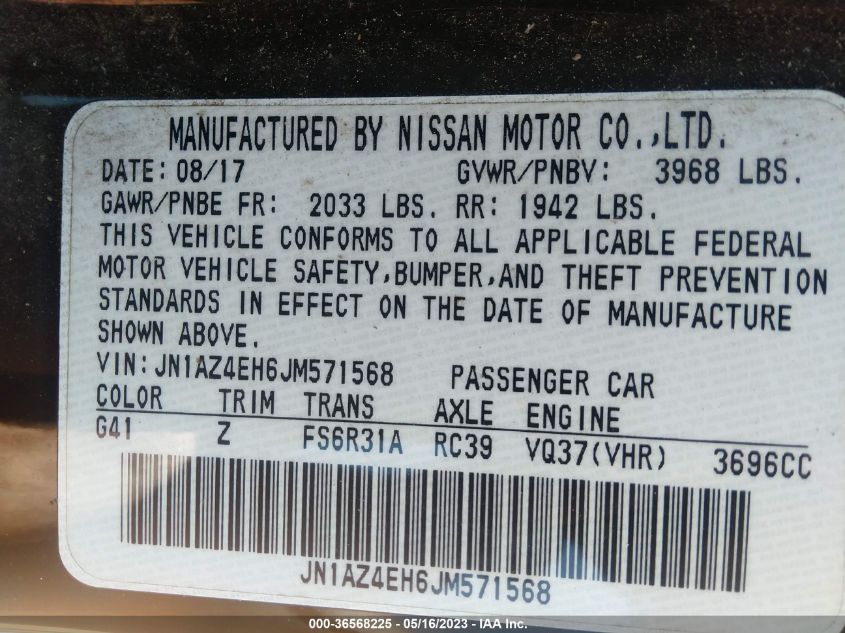 MANUFACTURED BY NISSAN MOTOR CO.,LTD.
DATE: 08/17 GVWR/PNBV: 3968 LBS.
GAWR/PNBE FR: 2033 LBS. RR: 1942 LBS.
THIS VEHICLE CONFORMS TO ALL APPLICABLE FEDERAL
MOTOR VEHICLE SAFETY,BUMPER,AND THEFT PREVENTION
STANDARDS IN EFFECT ON THE DATE OF MANUFACTURE
SHOWN ABOVE.
VIN:JN1AZ4EH6JM571568 PASSENGER CAR
COLOR TRIM TRANS AXLE ENGINE
G41 Z FS6R31A RC39 VQ37(VHR) 3696CC
JN1AZ4EH6JM571568
000-36568225 - 05/16/2023 - IAA Inc.